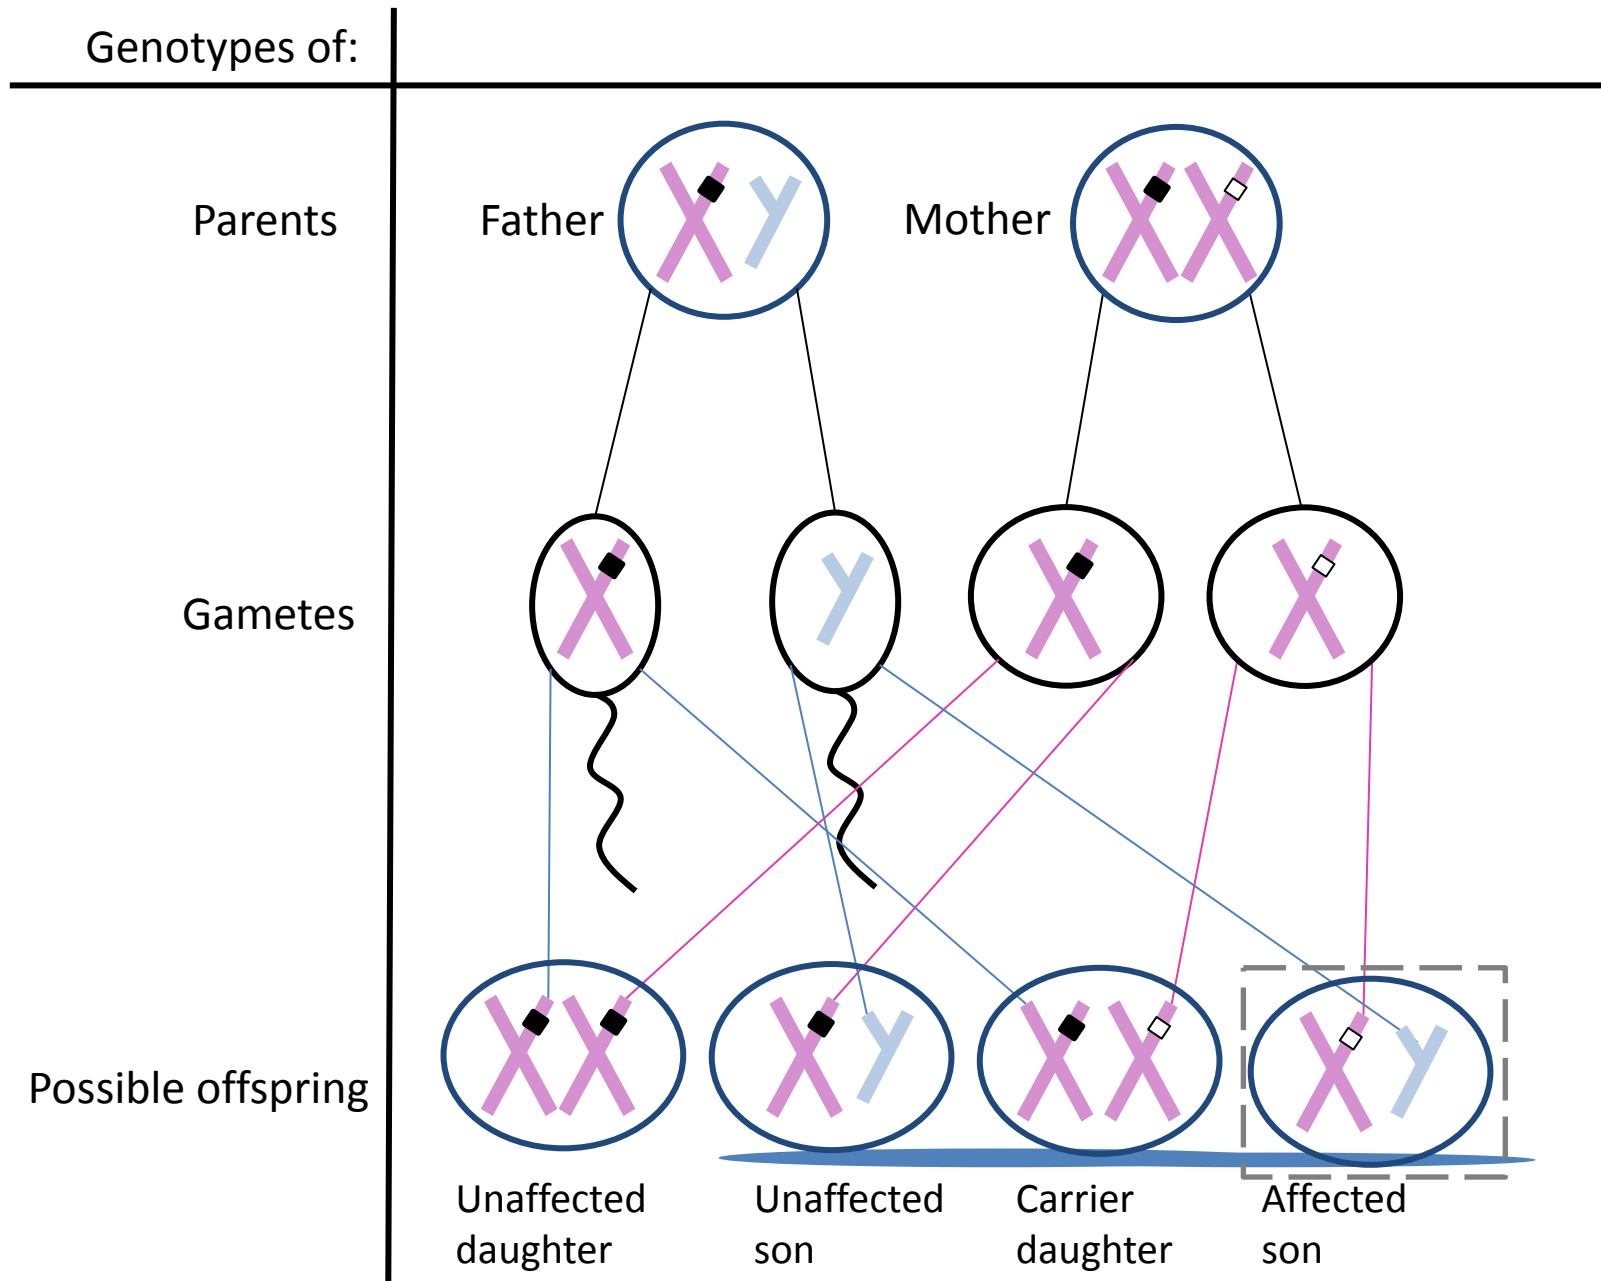 Genotypes of:
Parents
Father
Mother
Gametes
Possible offspring
Unaffected
daughter
Unaffected
son
Carrier
daughter
Affected
son